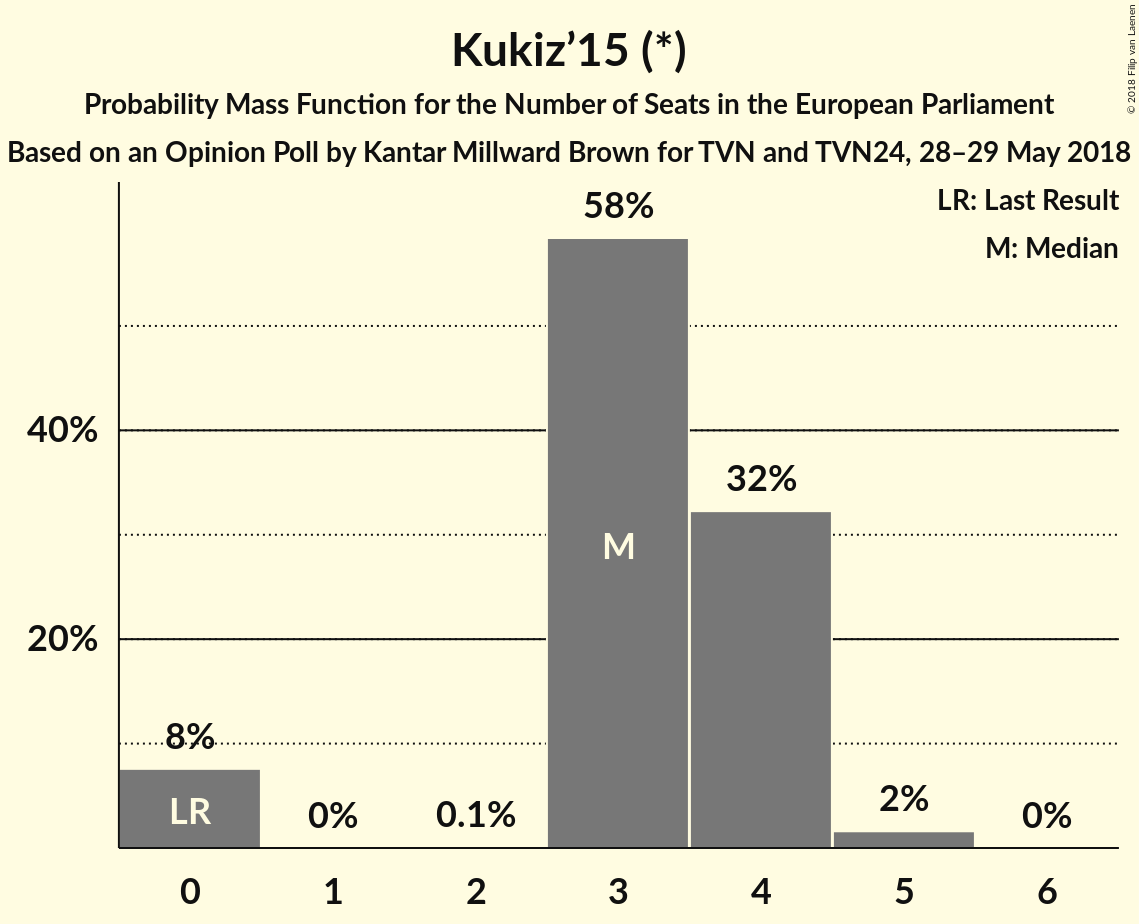 Kukiz’15 (*)
Probability Mass Function for the Number of Seats in the European Parliament
Based on an Opinion Poll by Kantar Millward Brown for TVN and TVN24, 28–29 May 2018
© 2018 Filip van Laenen
LR: Last Result
M: Median
58%
40%
32%
M
20%
8%
LR
0%
0.1%
2%
0%
0 1 2 3 4 5 6